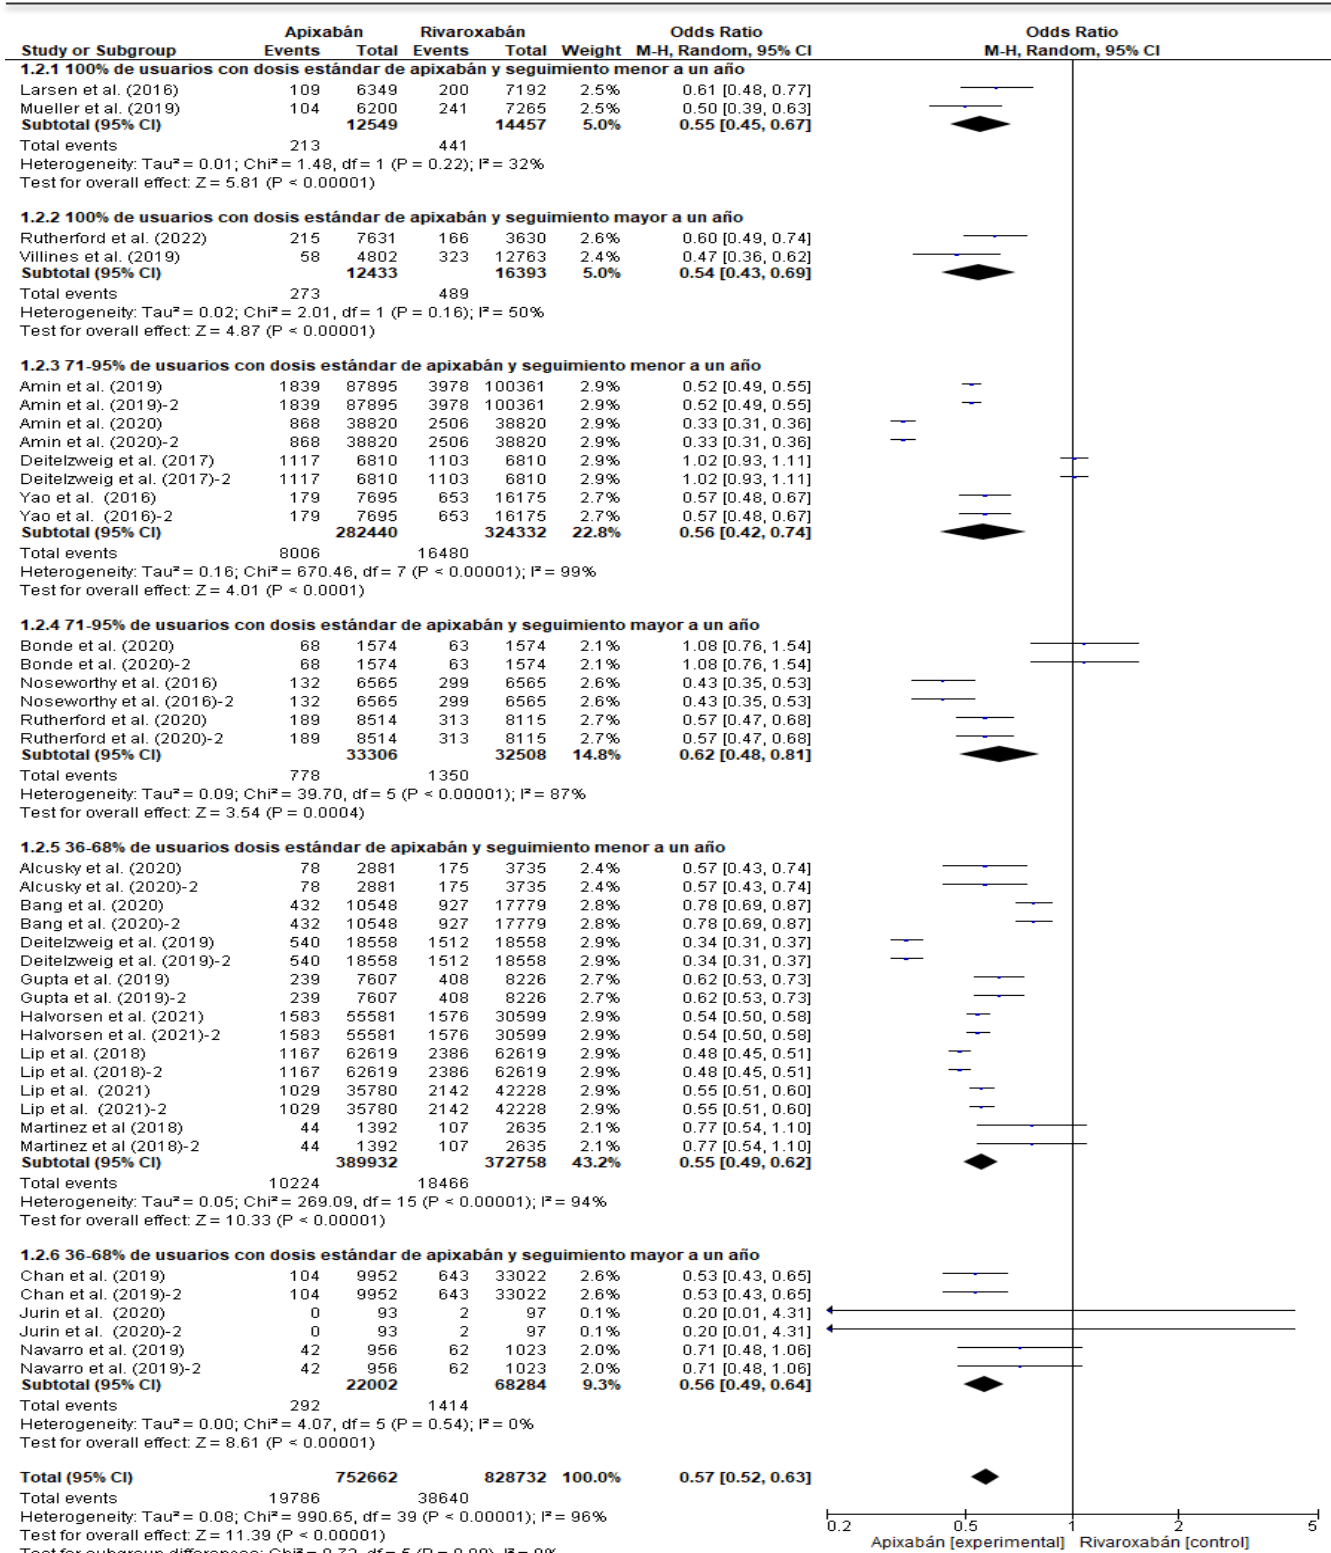 Apixabán Rivaroxabán Odds Ratio Odds Ratio
Study or Subgroup Events Total Events Total Weight M-H, Random, 95% CI M-H, Random, 95% CI
1.2.1 100% de usuarios con dosis estándar de apixabán y seguimiento menor a un año
Larsen et al. (2016) 109 6349 200 7192 2.5% 0.61 [0.48, 0.77]
Mueller et al. (2019) 104 6200 241 7265 2.5% 0.50 [0.39, 0.63]
Subtotal (95% CI) 12549 14457 5.0% 0.55 [0.45, 0.67]
Total events 213 441
Heterogeneity: Tau² = 0.01; Chi² = 1.48, df = 1 (P = 0.22); I² = 32%
Test for overall effect: Z = 5.81 (P < 0.00001)
1.2.2 100% de usuarios con dosis estándar de apixabán y seguimiento mayor a un año
Rutherford et al. (2022) 215 7631 166 3630 2.6% 0.60 [0.49, 0.74]
Villines et al. (2019) 58 4802 323 12763 2.4% 0.47 [0.36, 0.62]
Subtotal (95% CI) 12433 16393 5.0% 0.54 [0.43, 0.69]
Total events 273 489
Heterogeneity: Tau² = 0.02; Chi² = 2.01, df = 1 (P = 0.16); I² = 50%
Test for overall effect: Z = 4.87 (P < 0.00001)
1.2.3 71-95% de usuarios con dosis estándar de apixabán y seguimiento menor a un año
Amin et al. (2019) 1839 87895 3978 100361 2.9% 0.52 [0.49, 0.55]
Amin et al. (2019)-2 1839 87895 3978 100361 2.9% 0.52 [0.49, 0.55]
Amin et al. (2020) 868 38820 2506 38820 2.9% 0.33 [0.31, 0.36]
Amin et al. (2020)-2 868 38820 2506 38820 2.9% 0.33 [0.31, 0.36]
Deitelzweig et al. (2017) 1117 6810 1103 6810 2.9% 1.02 [0.93, 1.11]
Deitelzweig et al. (2017)-2 1117 6810 1103 6810 2.9% 1.02 [0.93, 1.11]
Yao et al. (2016) 179 7695 653 16175 2.7% 0.57 [0.48, 0.67]
Yao et al. (2016)-2 179 7695 653 16175 2.7% 0.57 [0.48, 0.67]
Subtotal (95% CI) 282440 324332 22.8% 0.56 [0.42, 0.74]
Total events 8006 16480
Heterogeneity: Tau² = 0.16; Chi² = 670.46, df = 7 (P < 0.00001); I² = 99%
Test for overall effect: Z = 4.01 (P < 0.0001)
1.2.4 71-95% de usuarios con dosis estándar de apixabán y seguimiento mayor a un año
Bonde et al. (2020) 68 1574 63 1574 2.1% 1.08 [0.76, 1.54]
Bonde et al. (2020)-2 68 1574 63 1574 2.1% 1.08 [0.76, 1.54]
Noseworthy et al. (2016) 132 6565 299 6565 2.6% 0.43 [0.35, 0.53]
Noseworthy et al. (2016)-2 132 6565 299 6565 2.6% 0.43 [0.35, 0.53]
Rutherford et al. (2020) 189 8514 313 8115 2.7% 0.57 [0.47, 0.68]
Rutherford et al. (2020)-2 189 8514 313 8115 2.7% 0.57 [0.47, 0.68]
Subtotal (95% CI) 33306 32508 14.8% 0.62 [0.48, 0.81]
Total events 778 1350
Heterogeneity: Tau² = 0.09; Chi² = 39.70, df = 5 (P < 0.00001); I² = 87%
Test for overall effect: Z = 3.54 (P = 0.0004)
1.2.5 36-68% de usuarios dosis estándar de apixabán y seguimiento menor a un año
Alcusky et al. (2020) 78 2881 175 3735 2.4% 0.57 [0.43, 0.74]
Alcusky et al. (2020)-2 78 2881 175 3735 2.4% 0.57 [0.43, 0.74]
Bang et al. (2020) 432 10548 927 17779 2.8% 0.78 [0.69, 0.87]
Bang et al. (2020)-2 432 10548 927 17779 2.8% 0.78 [0.69, 0.87]
Deitelzweig et al. (2019) 540 18558 1512 18558 2.9% 0.34 [0.31, 0.37]
Deitelzweig et al. (2019)-2 540 18558 1512 18558 2.9% 0.34 [0.31, 0.37]
Gupta et al. (2019) 239 7607 408 8226 2.7% 0.62 [0.53, 0.73]
Gupta et al. (2019)-2 239 7607 408 8226 2.7% 0.62 [0.53, 0.73]
Halvorsen et al. (2021) 1583 55581 1576 30599 2.9% 0.54 [0.50, 0.58]
Halvorsen et al. (2021)-2 1583 55581 1576 30599 2.9% 0.54 [0.50, 0.58]
Lip et al. (2018) 1167 62619 2386 62619 2.9% 0.48 [0.45, 0.51]
Lip et al. (2018)-2 1167 62619 2386 62619 2.9% 0.48 [0.45, 0.51]
Lip et al. (2021) 1029 35780 2142 42228 2.9% 0.55 [0.51, 0.60]
Lip et al. (2021)-2 1029 35780 2142 42228 2.9% 0.55 [0.51, 0.60]
Martinez et al (2018) 44 1392 107 2635 2.1% 0.77 [0.54, 1.10]
Martinez et al (2018)-2 44 1392 107 2635 2.1% 0.77 [0.54, 1.10]
Subtotal (95% CI) 389932 372758 43.2% 0.55 [0.49, 0.62]
Total events 10224 18466
Heterogeneity: Tau² = 0.05; Chi² = 269.09, df = 15 (P < 0.00001); I² = 94%
Test for overall effect: Z = 10.33 (P < 0.00001)
1.2.6 36-68% de usuarios con dosis estándar de apixabán y seguimiento mayor a un año
Chan et al. (2019) 104 9952 643 33022 2.6% 0.53 [0.43, 0.65]
Chan et al. (2019)-2 104 9952 643 33022 2.6% 0.53 [0.43, 0.65]
Jurin et al. (2020) 0 93 2 97 0.1% 0.20 [0.01, 4.31]
Jurin et al. (2020)-2 0 93 2 97 0.1% 0.20 [0.01, 4.31]
Navarro et al. (2019) 42 956 62 1023 2.0% 0.71 [0.48, 1.06]
Navarro et al. (2019)-2 42 956 62 1023 2.0% 0.71 [0.48, 1.06]
Subtotal (95% CI) 22002 68284 9.3% 0.56 [0.49, 0.64]
Total events 292 1414
Heterogeneity: Tau² = 0.00; Chi² = 4.07, df = 5 (P = 0.54); I² = 0%
Test for overall effect: Z = 8.61 (P < 0.00001)
Total (95% CI) 752662 828732 100.0% 0.57 [0.52, 0.63]
Total events 19786 38640
Heterogeneity: Tau² = 0.08; Chi² = 990.65, df = 39 (P < 0.00001); I² = 96%
Test for overall effect: Z = 11.39 (P < 0.00001)
0.2 0.5 1 2 5
Apixabán [experimental] Rivaroxabán [control]